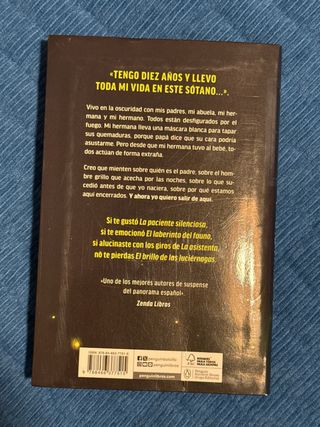 «TENGO DIEZ AÑOS Y LLEVO
TODA MI VIDA EN ESTE SÓTANO...».
Vivo en la oscuridad con mis padres, mi abuela, mi her-
mana y mi hermano. Todos están desfigurados por el
fuego. Mi hermana lleva una máscara blanca para tapar
sus quemaduras, porque papá dice que su cara podría
asustarme. Pero desde que mi hermana tuvo al bebé, to-
dos actúan de forma extraña.
Creo que mienten sobre quién es el padre, sobre el hom-
bre grillo que acecha por las noches, sobre lo que su-
cedió antes de que yo naciera, sobre por qué estamos
aquí encerrados. Y ahora yo quiero salir de aquí.
Si te gustó La paciente silenciosa,
si te emocionó El laberinto del fauno,
si alucinaste con los giros de La asistenta,
no te pierdas El brillo de las luciérnagas.
«Uno de los mejores autores de suspense
del panorama español».
Zenda Libros
penguinlibros
Penguin
Random House
Grupo Editorial